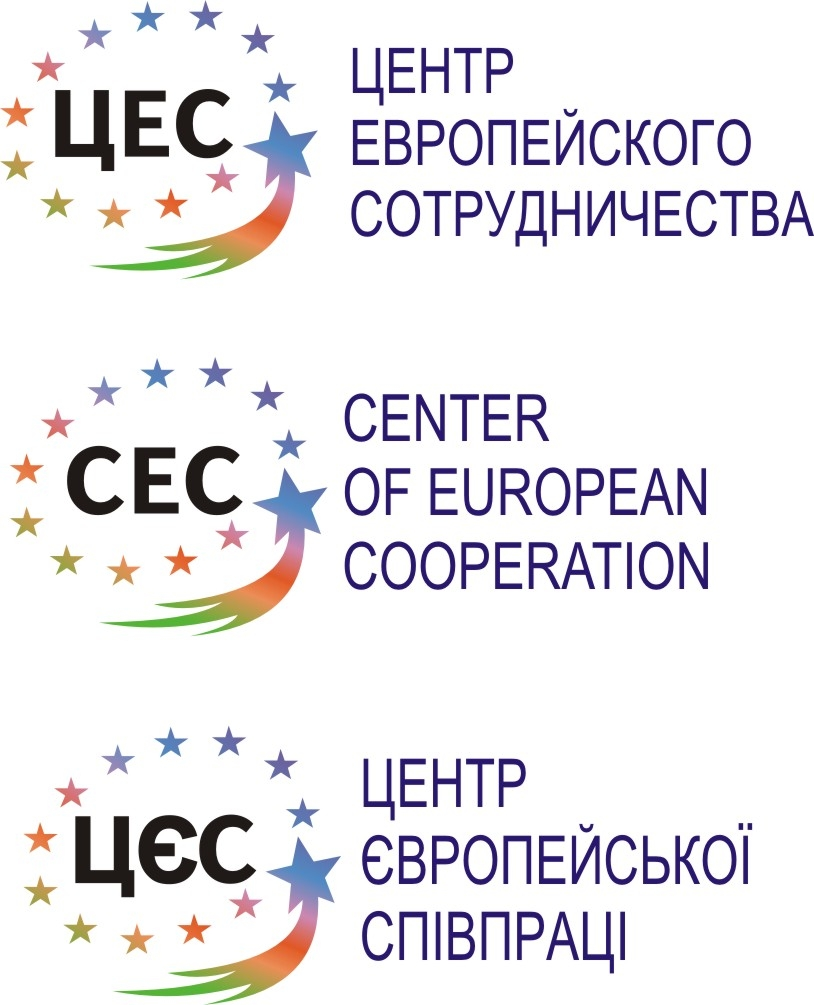 ЦЕС
ЦЕНТР
ЕВРОПЕЙСКОГО
СОТРУДНИЧЕСТВА
CEC
CENTER
OF EUROPEAN
COOPERATION
ЦЄС
ЦЕНТР
ЄВРОПЕЙСЬКОЇ
СПІВПРАЦІ